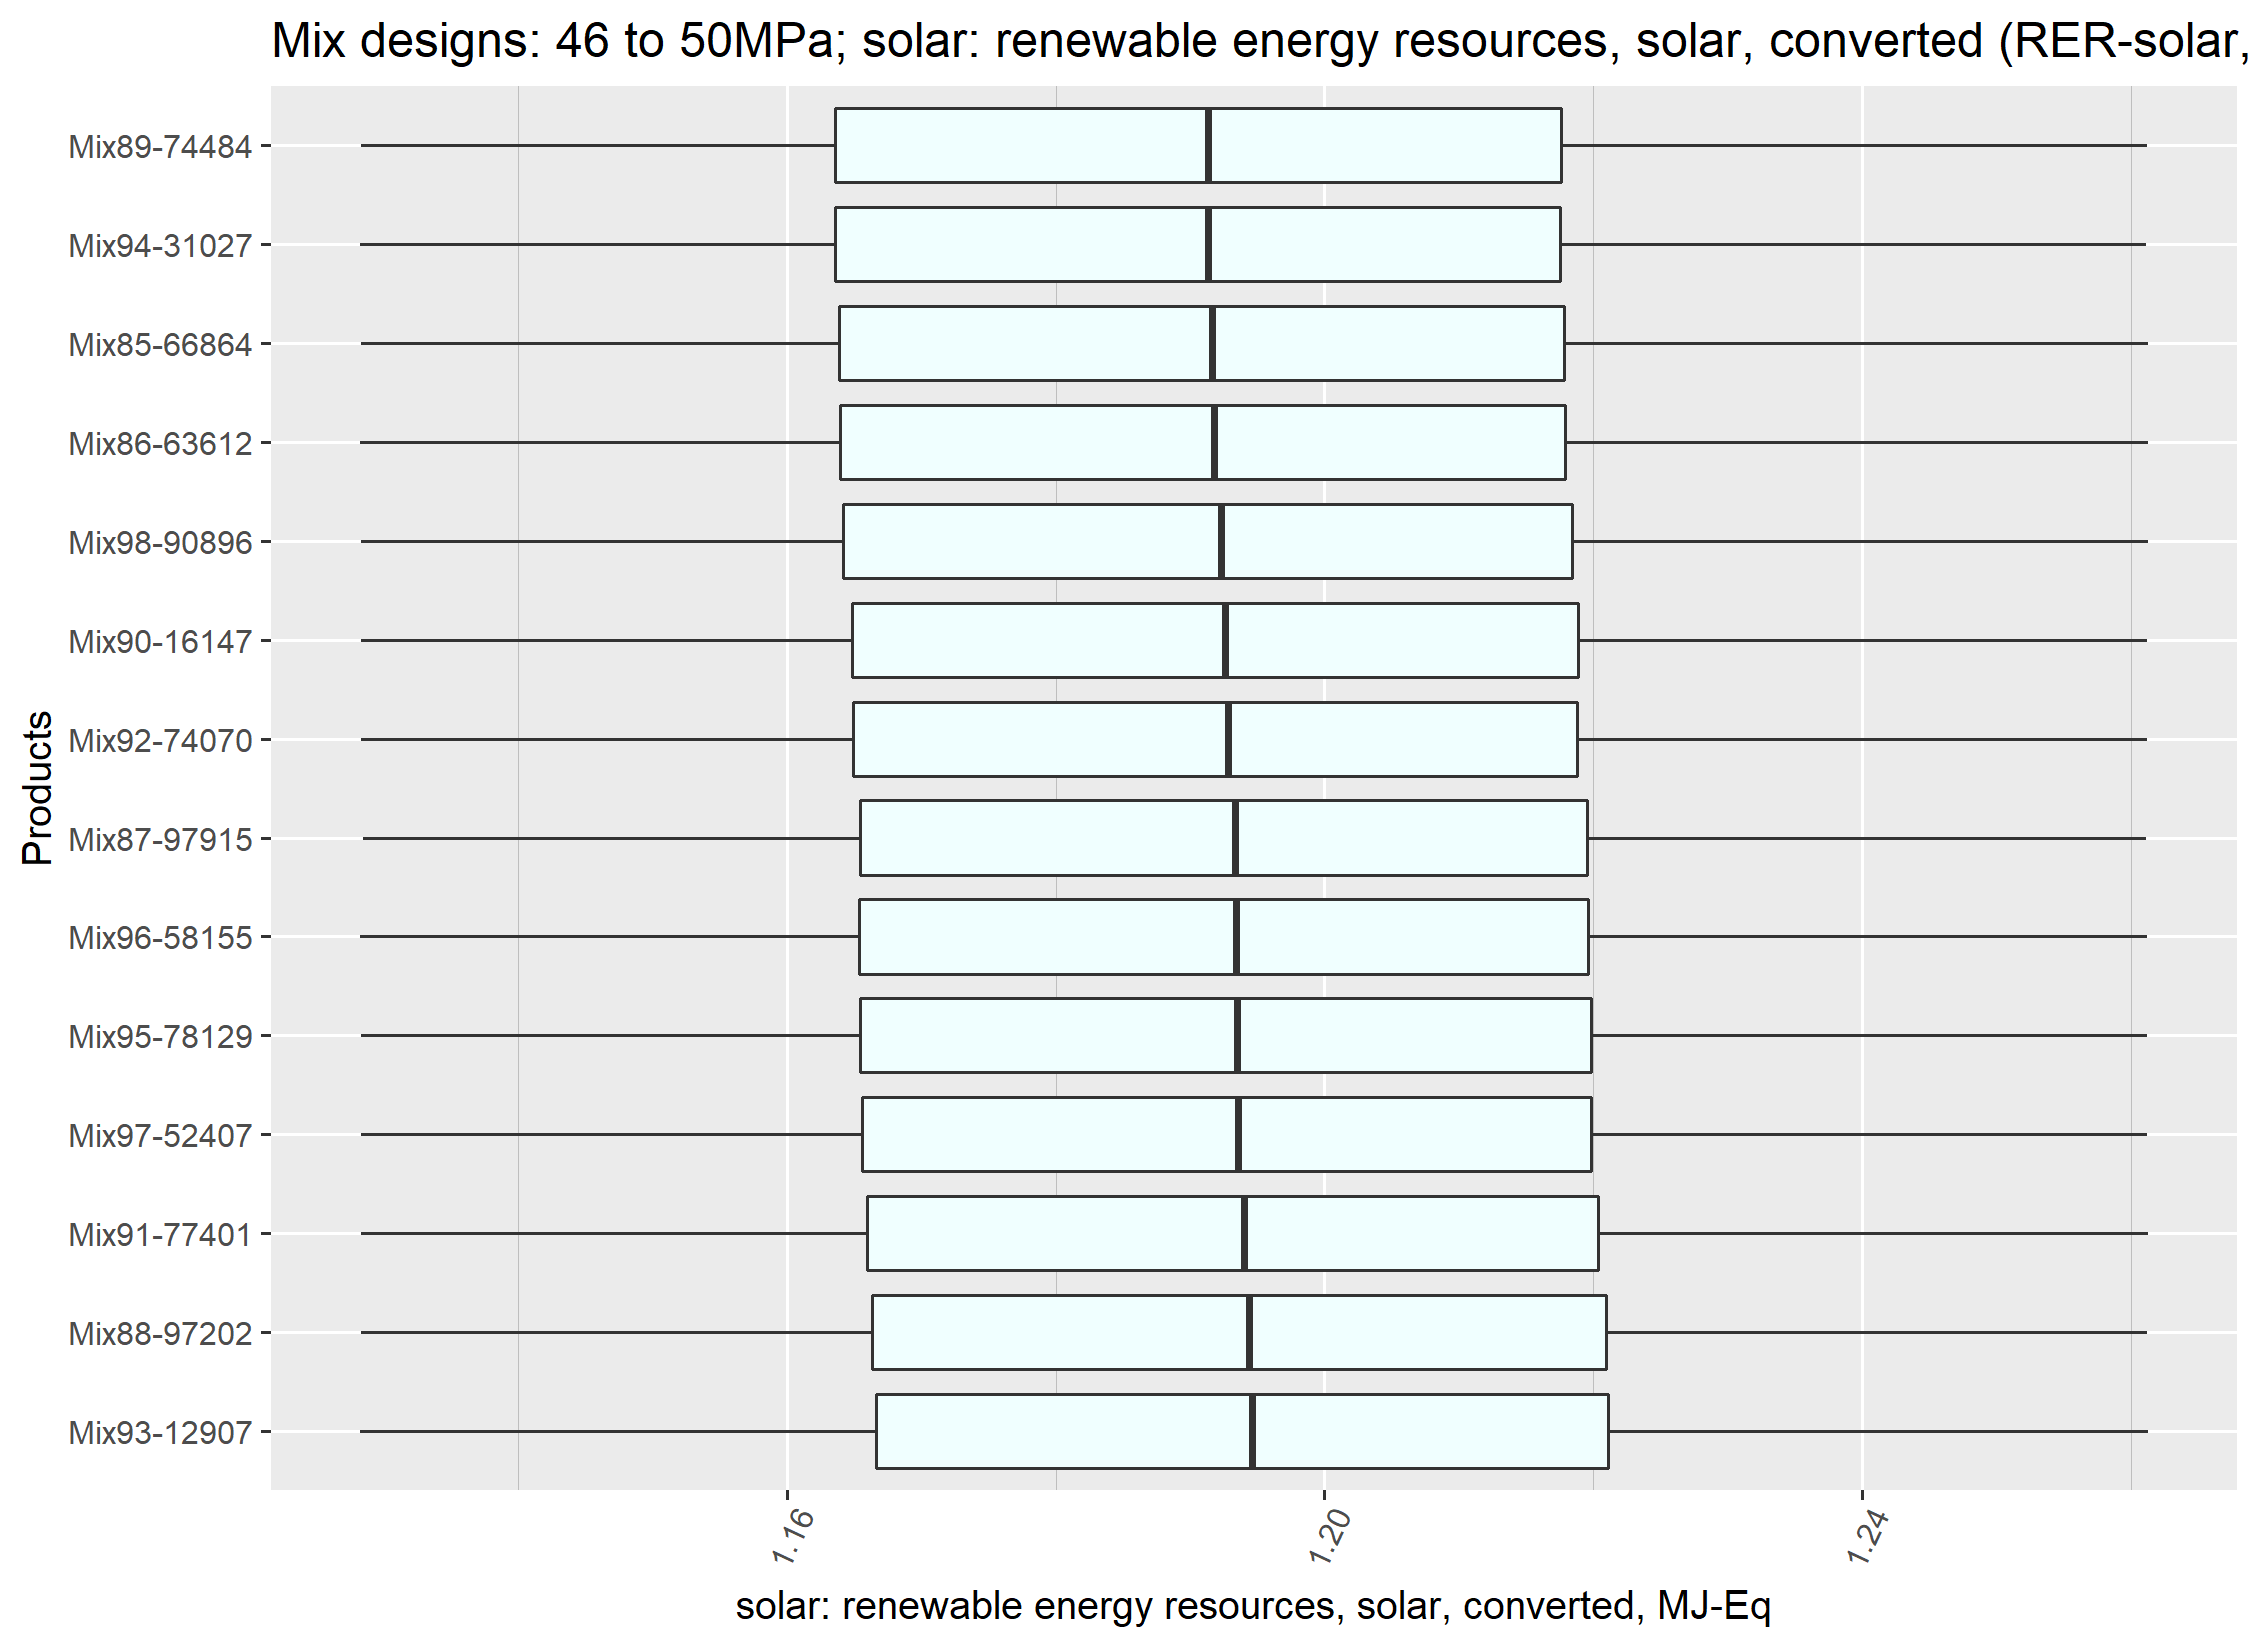 Mix designs: 46 to 50MPa; solar: renewable energy resources, solar, converted (RER-solar,
Products
Mix89-74484
Mix94-31027
Mix85-66864
Mix86-63612
Mix98-90896
Mix90-16147
Mix92-74070
Mix87-97915
Mix96-58155
Mix95-78129
Mix97-52407
Mix91-77401
Mix88-97202
Mix93-12907
1.16
1.20
1.24
solar: renewable energy resources, solar, converted, MJ-Eq